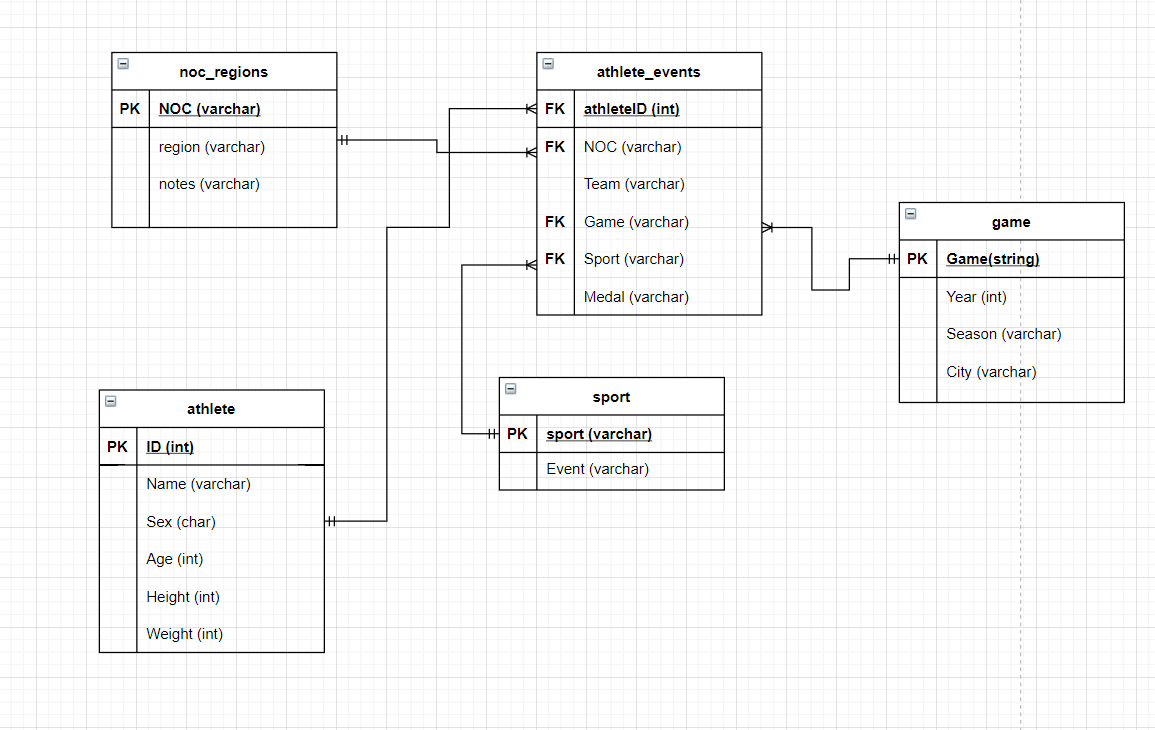 noc_regions
PK NOC (varchar)
region (varchar)
notes (varchar)
athlete_events
FK athleteID (int)
FK NOC (varchar)
Team (varchar)
FK Game (varchar)
FK Sport (varchar)
Medal (varchar)
game
PK Game(string)
Year (int)
Season (varchar)
City (varchar)
athlete
PK ID (int)
Name (varchar)
Sex (char)
Age (int)
Height (int)
Weight (int)
sport
PK sport (varchar)
Event (varchar)